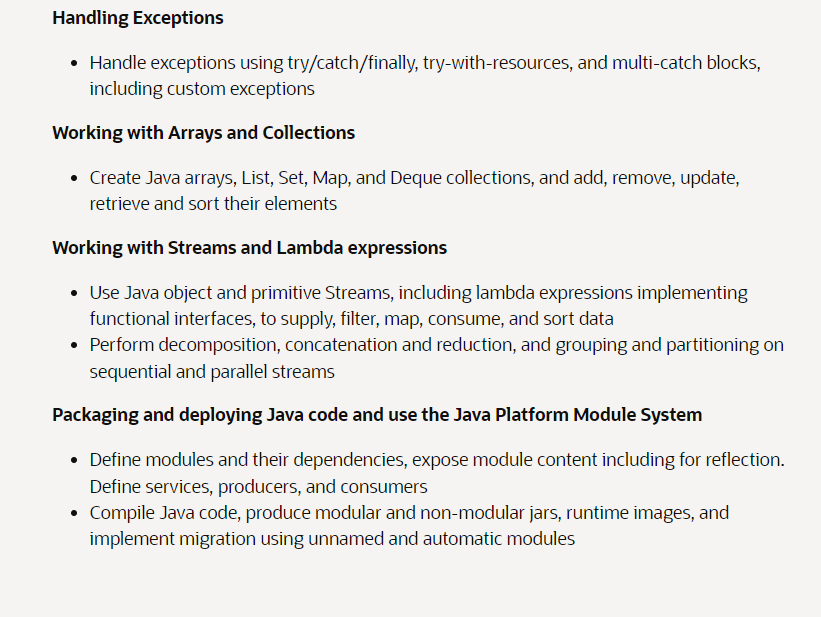 Handling Exceptions
• Handle exceptions using try/catch/finally, try-with-resources, and multi-catch blocks,
including custom exceptions
Working with Arrays and Collections
• Create Java arrays, List, Set, Map, and Deque collections, and add, remove, update,
retrieve and sort their elements
Working with Streams and Lambda expressions
• Use Java object and primitive Streams, including lambda expressions implementing
functional interfaces, to supply, filter, map, consume, and sort data
• Perform decomposition, concatenation and reduction, and grouping and partitioning on
sequential and parallel streams
Packaging and deploying Java code and use the Java Platform Module System
• Define modules and their dependencies, expose module content including for reflection.
Define services, producers, and consumers
• Compile Java code, produce modular and non-modular jars, runtime images, and
implement migration using unnamed and automatic modules